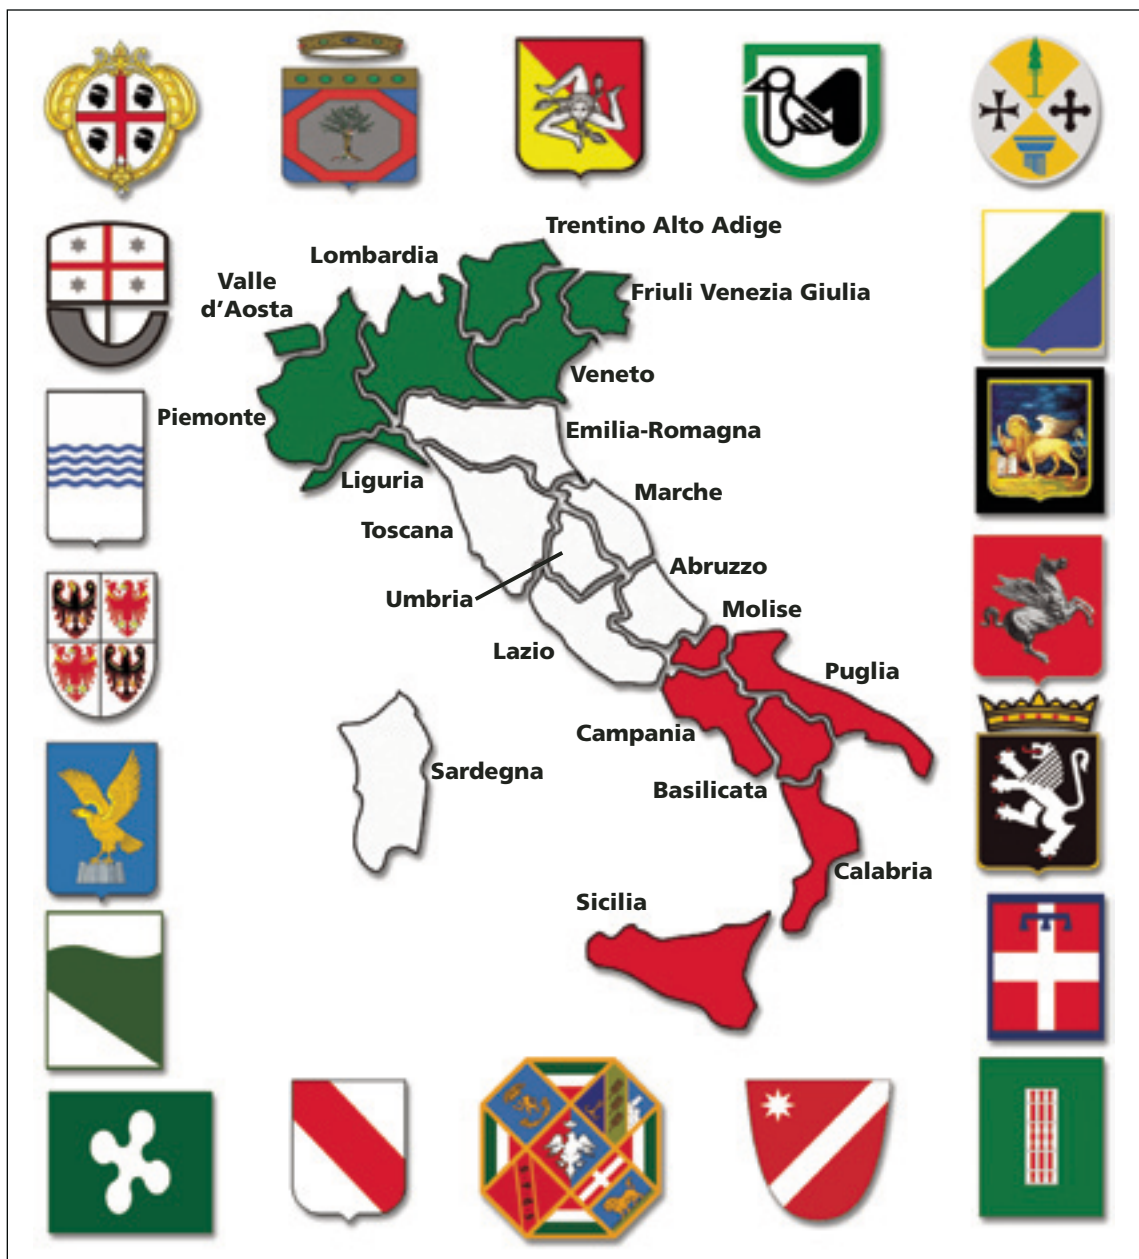 Trentino Alto Adige
Lombardia
Valle
d'Aosta
Friuli Venezia Giulia
Veneto
Piemonte
Emilia-Romagna
Liguria
Marche
Toscana
Abruzzo
Umbria
Molise
Lazio
Puglia
Campania
Sardegna
Basilicata
Calabria
Sicilia